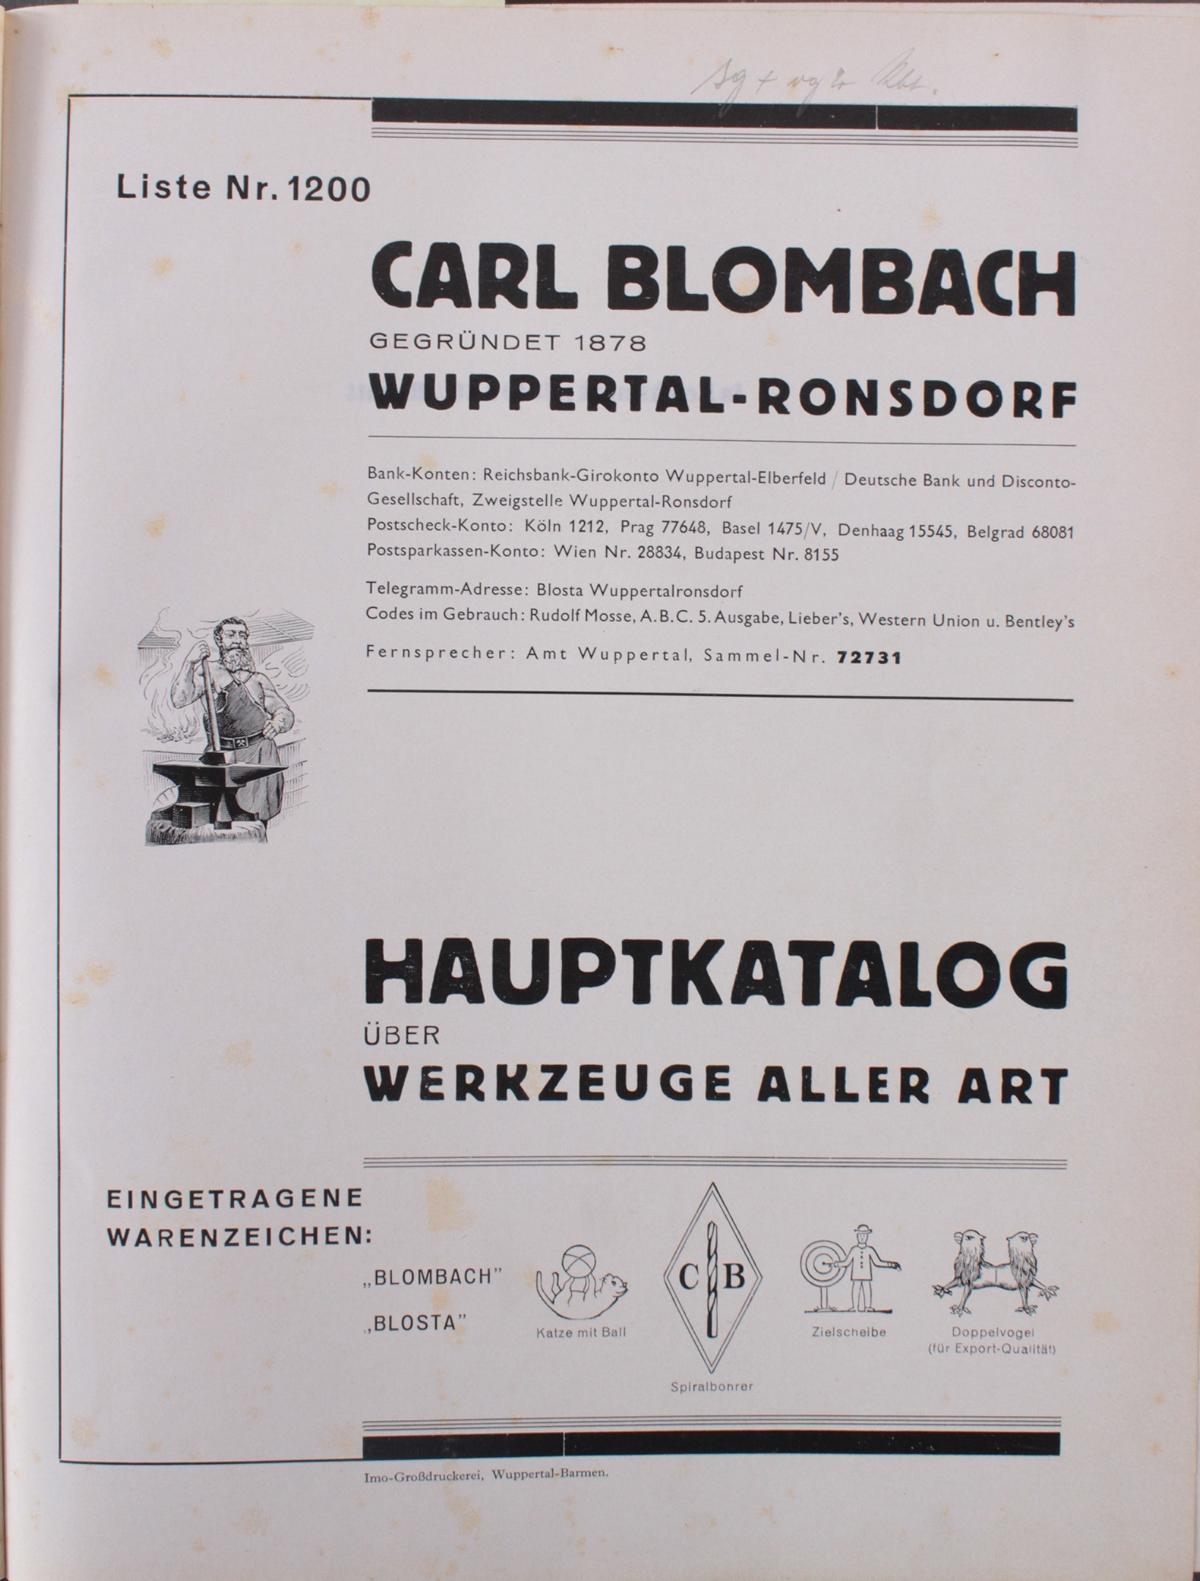 Liste Nr. 1200
CARL BLOMBACH
GEGRÜNDET 1878
WUPPERTAL-RONSDORF
Bank-Konten: Reichsbank-Girokonto Wuppertal-Elberfeld / Deutsche Bank und Disconto-
Gesellschaft, Zweigstelle Wuppertal-Ronsdorf
Postscheck-Konto: Köln 1212, Prag 77648, Basel 1475/V, Denhaag 15545, Belgrad 68081
Postsparkassen-Konto: Wien Nr. 28834, Budapest Nr. 8155
Telegramm-Adresse: Blosta Wuppertalronsdorf
Codes im Gebrauch: Rudolf Mosse, A.B.C. 5. Ausgabe, Lieber's, Western Union u. Bentley's
Fernsprecher: Amt Wuppertal, Sammel-Nr. 72731
HAUPTKATALOG
ÜBER
WERKZEUGE ALLER ART
EINGETRAGENE
WARENZEICHEN:
„BLOMBACH”
„BLOSTA”
Katze mit Ball
C B
Spiralbohrer
Zielscheibe
Doppelvogel
(für Export-Qualität)
Imo-Großdruckerei, Wuppertal-Barmen.